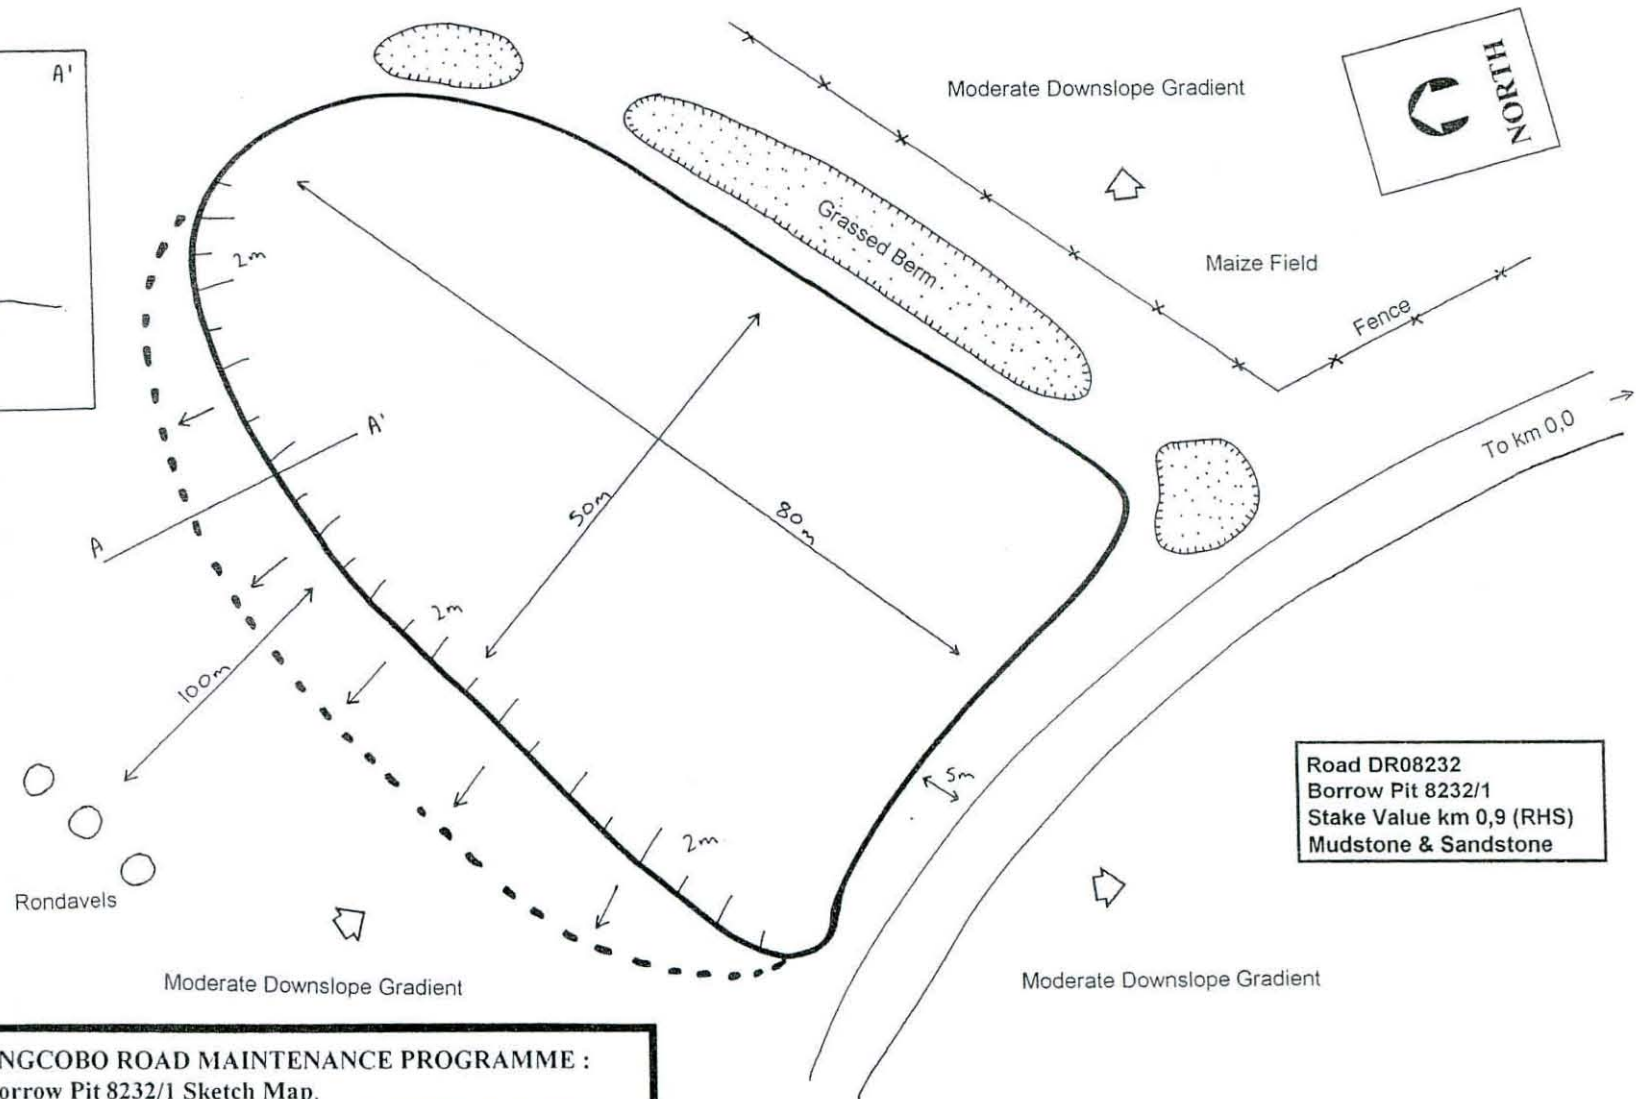 A'
Moderate Downslope Gradient
NORTH
Grassed Berm
Maize Field
Fence
To km 0,0
2m
A'
A
50m
80m
2m
100m
2m
5m
Road DR08232
Borrow Pit 8232/1
Stake Value km 0,9 (RHS)
Mudstone & Sandstone
Rondavels
Moderate Downslope Gradient
Moderate Downslope Gradient
NGCOBO ROAD MAINTENANCE PROGRAMME :
orrow Pit 8232/1 Sketch Map.